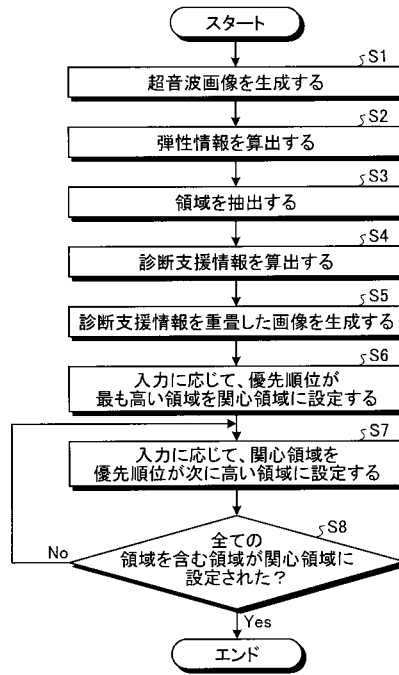 スタート
S1
超音波画像を生成する
S2
弾性情報を算出する
S3
領域を抽出する
S4
診断支援情報を算出する
S5
診断支援情報を重畳した画像を生成する
S6
入力に応じて、優先順位が
最も高い領域を関心領域に設定する
S7
入力に応じて、関心領域を
優先順位が次に高い領域に設定する
S8
全ての
領域を含む領域が関心領域に
設定された？
No
Yes
エンド